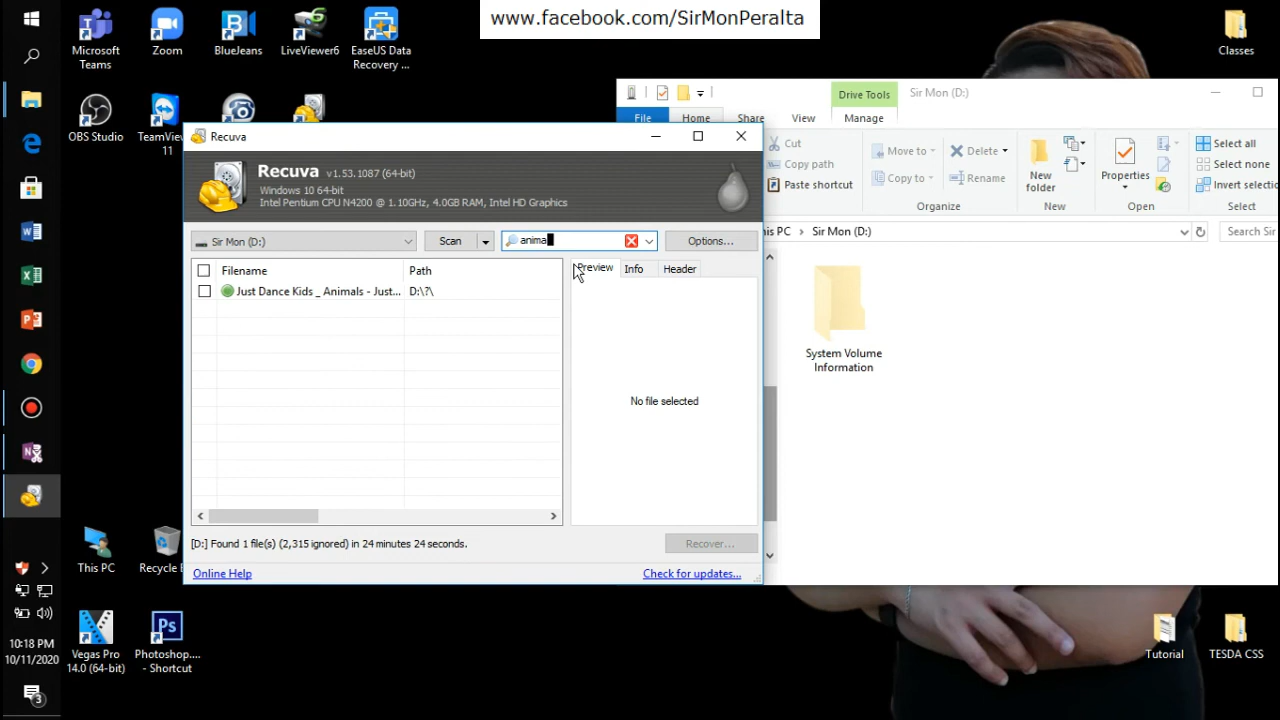 www.facebook.com/SirMonPeralta
Microsoft Teams
Zoom
BlueJeans
LiveViewer6
EaseUS Data Recovery ...
Classes
OBS Studio
TeamViewer 11
Drive Tools
Sir Mon (D:)
File
Home
Share
View
Manage
Cut
Copy path
Paste shortcut
Move to
Copy to
Delete
Rename
New folder
Properties
Select all
Select none
Invert selection
Organize
New
Open
Select
This PC > Sir Mon (D:)
Search Sir
System Volume Information
Recuva
Recuva v1.53.1087 (64-bit)
Windows 10 64-bit
Intel Pentium CPU N4200 @ 1.10GHz, 4.0GB RAM, Intel HD Graphics
Sir Mon (D:)
Scan
anima
Options...
Filename
Path
Preview
Info
Header
Just Dance Kids _ Animals - Just...
D:\?\
No file selected
[D:] Found 1 file(s) (2,315 ignored) in 24 minutes 24 seconds.
Recover...
Online Help
Check for updates...
This PC
Recycle B
Vegas Pro 14.0 (64-bit)
Photoshop.... - Shortcut
10:18 PM
10/11/2020
3
Tutorial
TESDA CSS